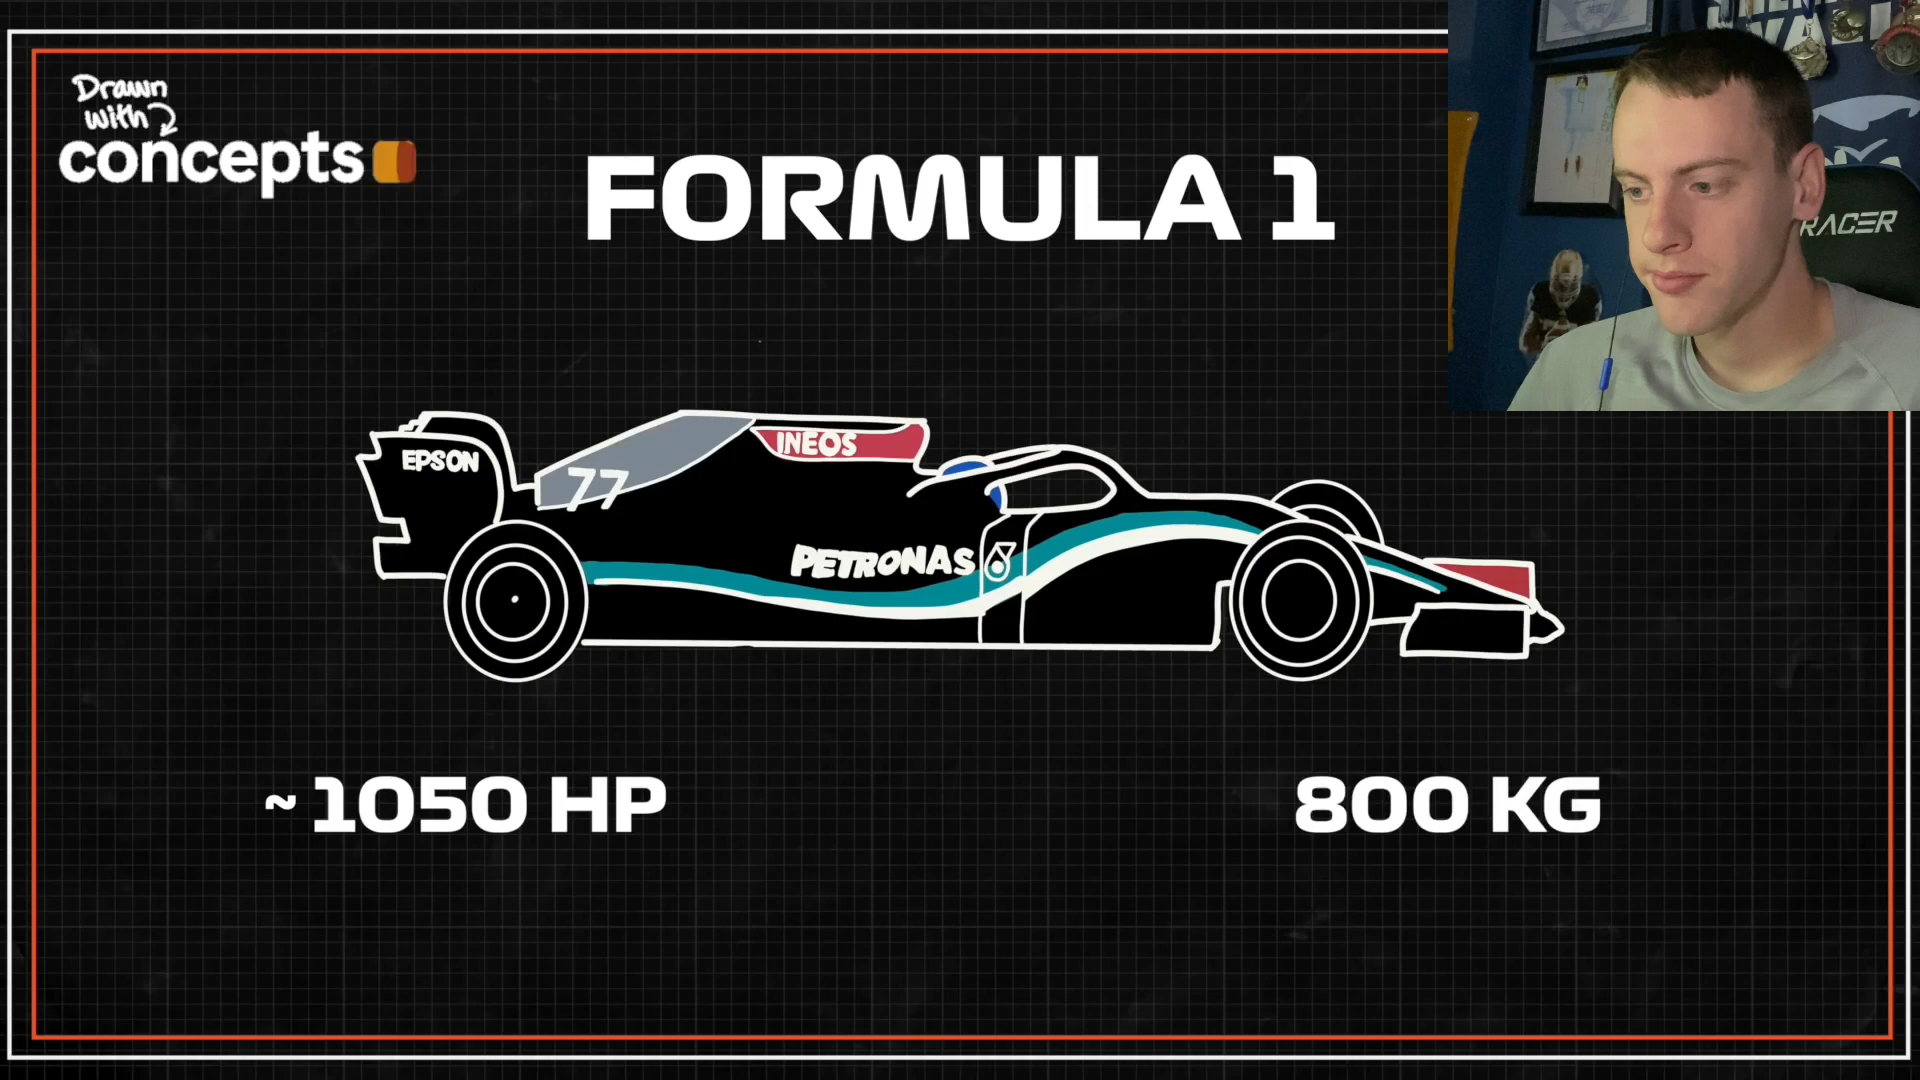 Drawn
with
concepts
FORMULA 1
RACER
EPSON
77
INEOS
PETRONAS
~1050 HP
800 KG